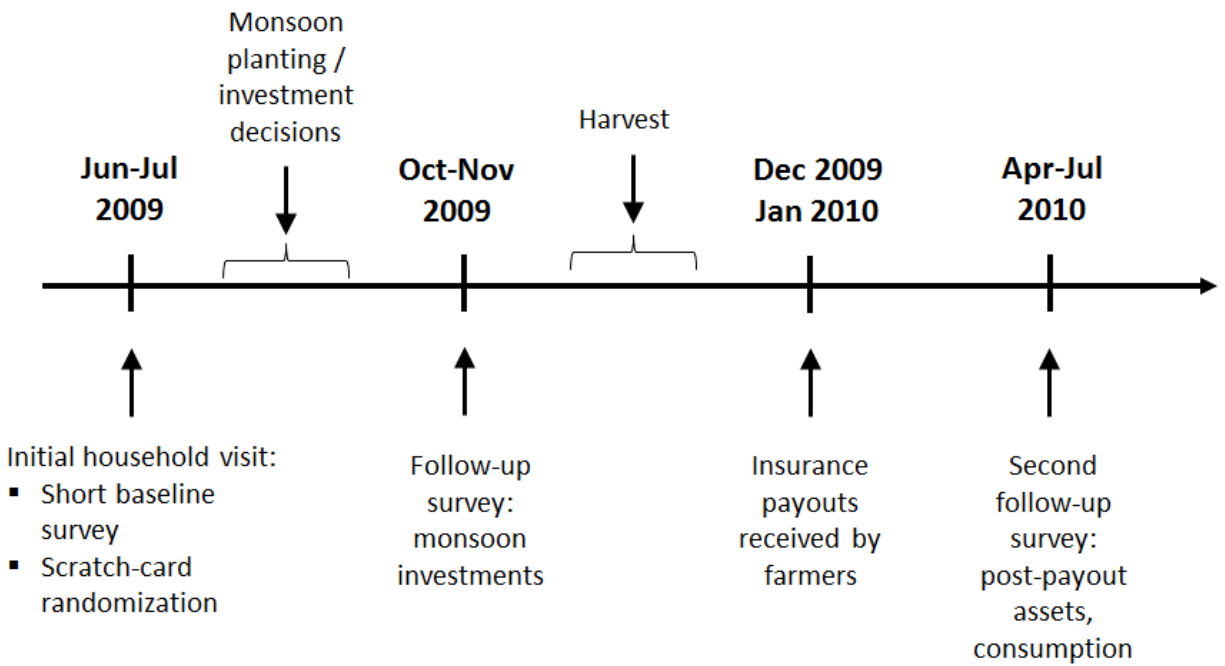 Monsoon
planting /
investment
decisions
Harvest
Jun-Jul
2009
Oct-Nov
2009
Dec 2009
Jan 2010
Apr-Jul
2010
Initial household visit:
▪ Short baseline
survey
▪ Scratch-card
randomization
Follow-up
survey:
monsoon
investments
Insurance
payouts
received by
farmers
Second
follow-up
survey:
post-payout
assets,
consumption